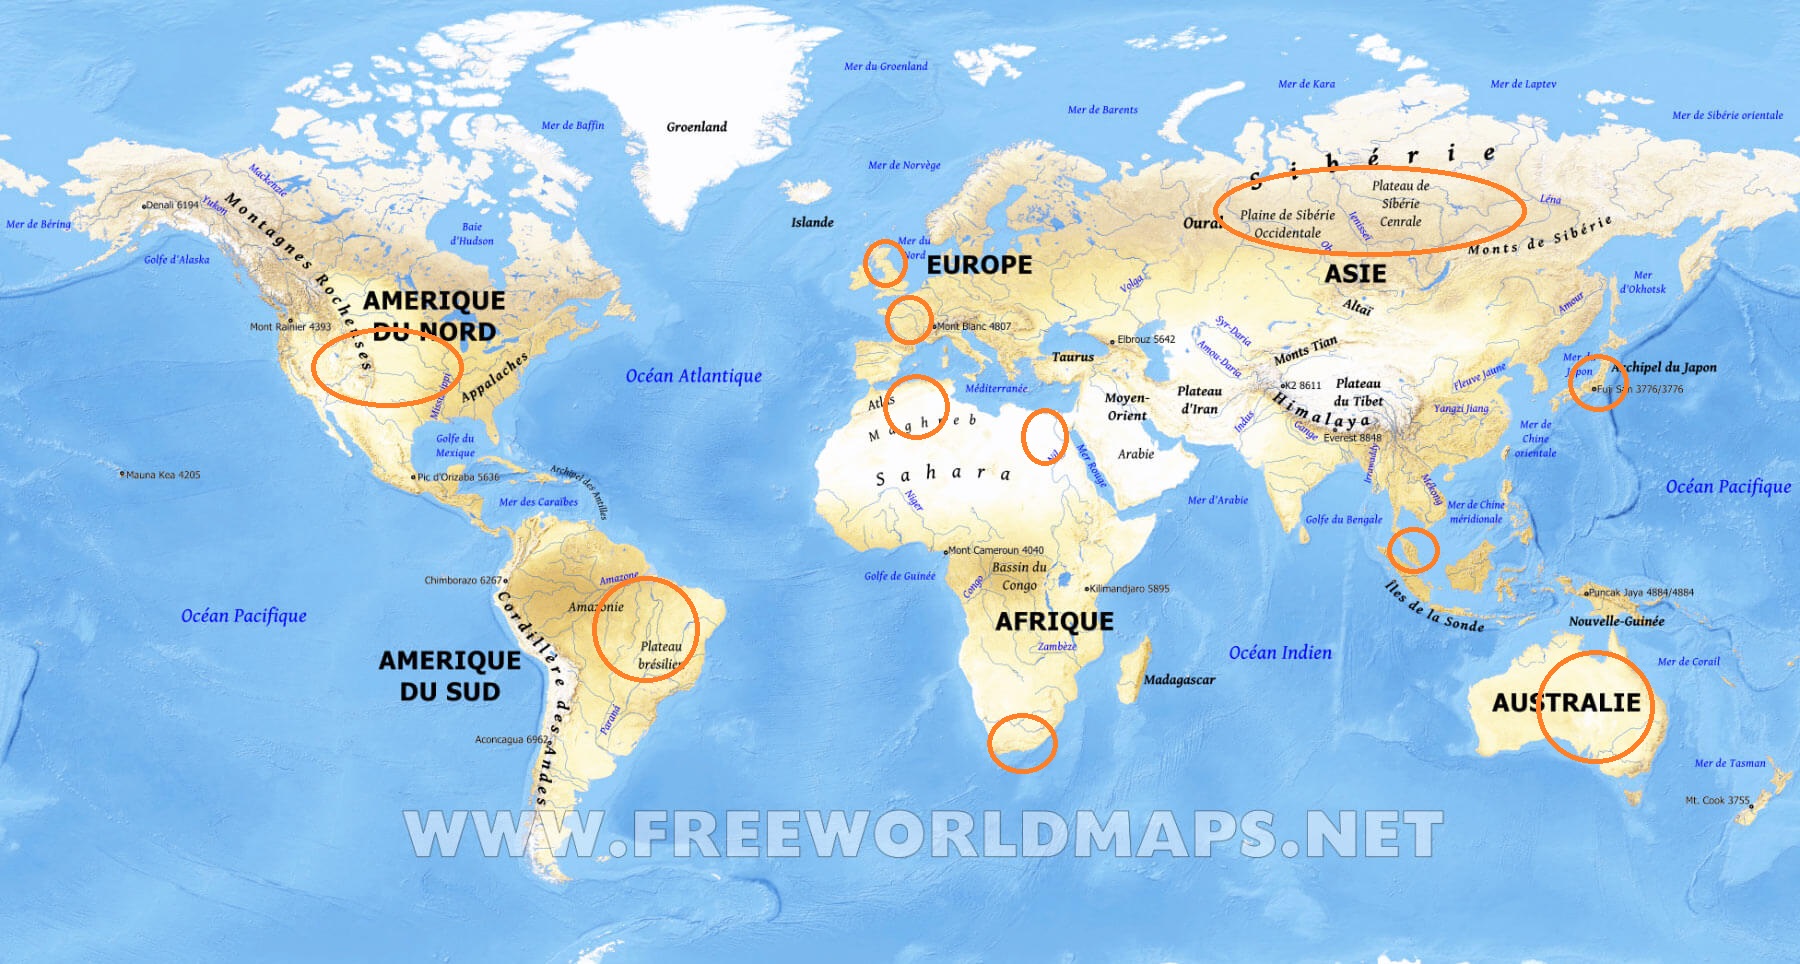 Mer du Groenland
Mer de Kara
Mer de Laptev
Mer de Barents
Mer de Sibérie orientale
Mer de Baffin
Groenland
Sibérie
Mer de Norvège
Mackenzie
Plateau de
Sibérie
Cenrale
Denali 6194
Yukon
Montagnes Rocheuses
Léna
Mer de Béring
Baie
d'Hudson
Islande
Oural
Plaine de Sibérie
Occidentale
Ienissei
Ob
Monts de Sibérie
Mer du
Nord
EUROPE
ASIE
Golfe d'Alaska
Volga
Mer
d'Okhotsk
AMERIQUE
DU NORD
Altaï
Amour
Mont Rainier 4393
Mont Blanc 4807
Elbrouz 5642
Syr-Daria
Amou-Daria
Monts Tian
Taurus
Mer du
Japon
Archipel du Japon
Océan Atlantique
Appalaches
Mississippi
Méditerranée
K2 8611
Plateau
du Tibet
Fleuve Jaune
Fuji San 3776/3776
Atlas
Maghreb
Moyen-
Orient
Plateau
d'Iran
Himalaya
Yangzi Jiang
Indus
Gange
Everest 8848
Golfe du
Mexique
Mer de
Chine
orientale
Nil
Mer Rouge
Arabie
Irrawaddy
Mauna Kea 4205
Pic d'Orizaba 5636
Archipel des Antilles
Sahara
Mékong
Océan Pacifique
Mer des Caraïbes
Niger
Mer d'Arabie
Golfe du Bengale
Mer de Chine
méridionale
Mont Cameroun 4040
Chimborazo 6267
Amazone
Golfe de Guinée
Congo
Bassin du
Congo
Kilimandjaro 5895
Îles de la Sonde
Puncak Jaya 4884/4884
Océan Pacifique
Amazonie
AFRIQUE
Nouvelle-Guinée
Cordillère des Andes
Plateau
brésilien
Zambèze
Océan Indien
Mer de Corail
AMERIQUE
DU SUD
Madagascar
AUSTRALIE
Paraná
Aconcagua 6962
Mer de Tasman
Mt. Cook 3755
WWW.FREEWORLDMAPS.NET